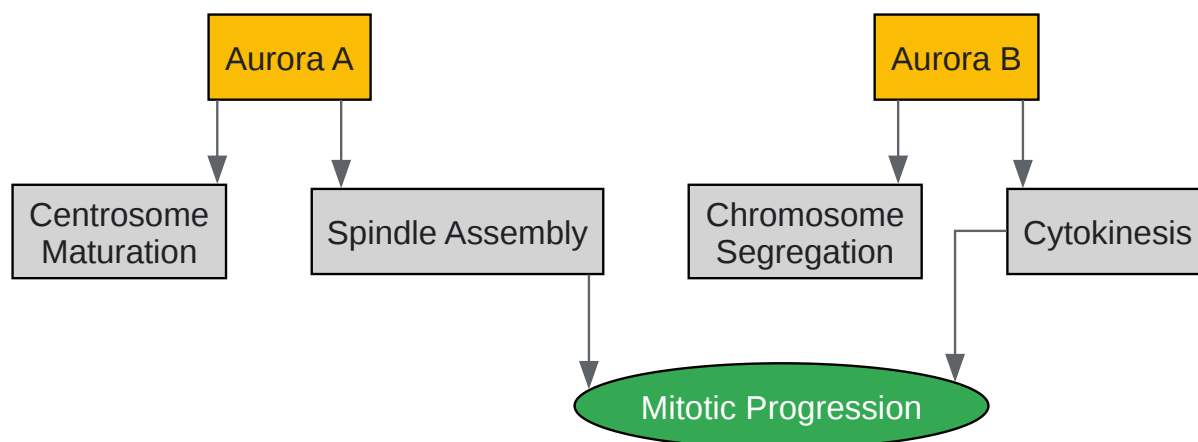 Aurora A
Aurora B
Centrosome
Maturation
Spindle Assembly
Chromosome
Segregation
Cytokinesis
Mitotic Progression